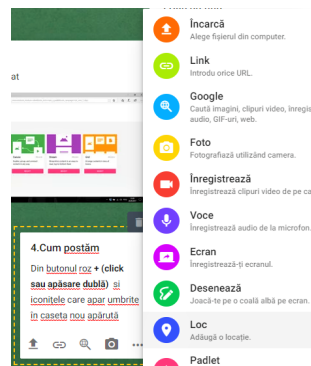 at
4.Cum postăm
Din butonul roz + (click
sau apăsare dublă) si
iconițele care apar umbrite
în caseta nou apărută
Încarcă
Alege fișierul din computer.
Link
Introdu orice URL.
Google
Caută imagini, clipuri video, înregis
audio, GIF-uri, web.
Foto
Fotografiază utilizând camera.
Înregistrează
Înregistrează clipuri video de pe ca
Voce
Înregistrează audio de la microfon.
Ecran
Înregistrează-ți ecranul.
Desenează
Joacă-te pe o coală albă pe ecran.
Loc
Adăugă o locație.
Padlet